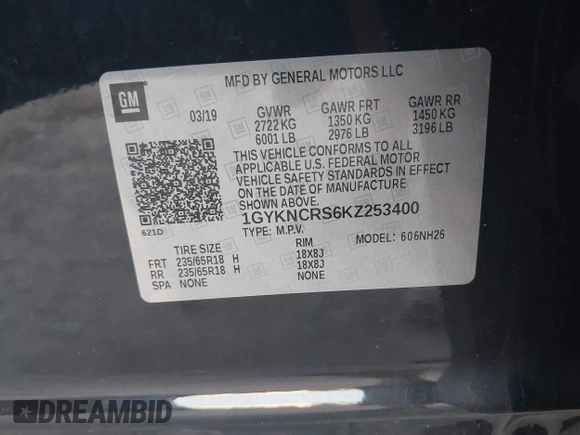 MFD BY GENERAL MOTORS LLC
GM
03/19
GVWR GAWR FRT GAWR RR
2722 KG 1350 KG 1450 KG
6001 LB 2976 LB 3196 LB
THIS VEHICLE CONFORMS TO ALL
APPLICABLE U.S. FEDERAL MOTOR
VEHICLE SAFETY STANDARDS IN EFFECT
ON THE DATE OF MANUFACTURE
SHOWN ABOVE.
1GYKNCRS6KZ253400
621D
TYPE: M.P.V. MODEL: 606NH26
TIRE SIZE RIM
FRT 235/65R18 H 18X8J
RR 235/65R18 H 18X8J
SPA NONE NONE
DREAMBID